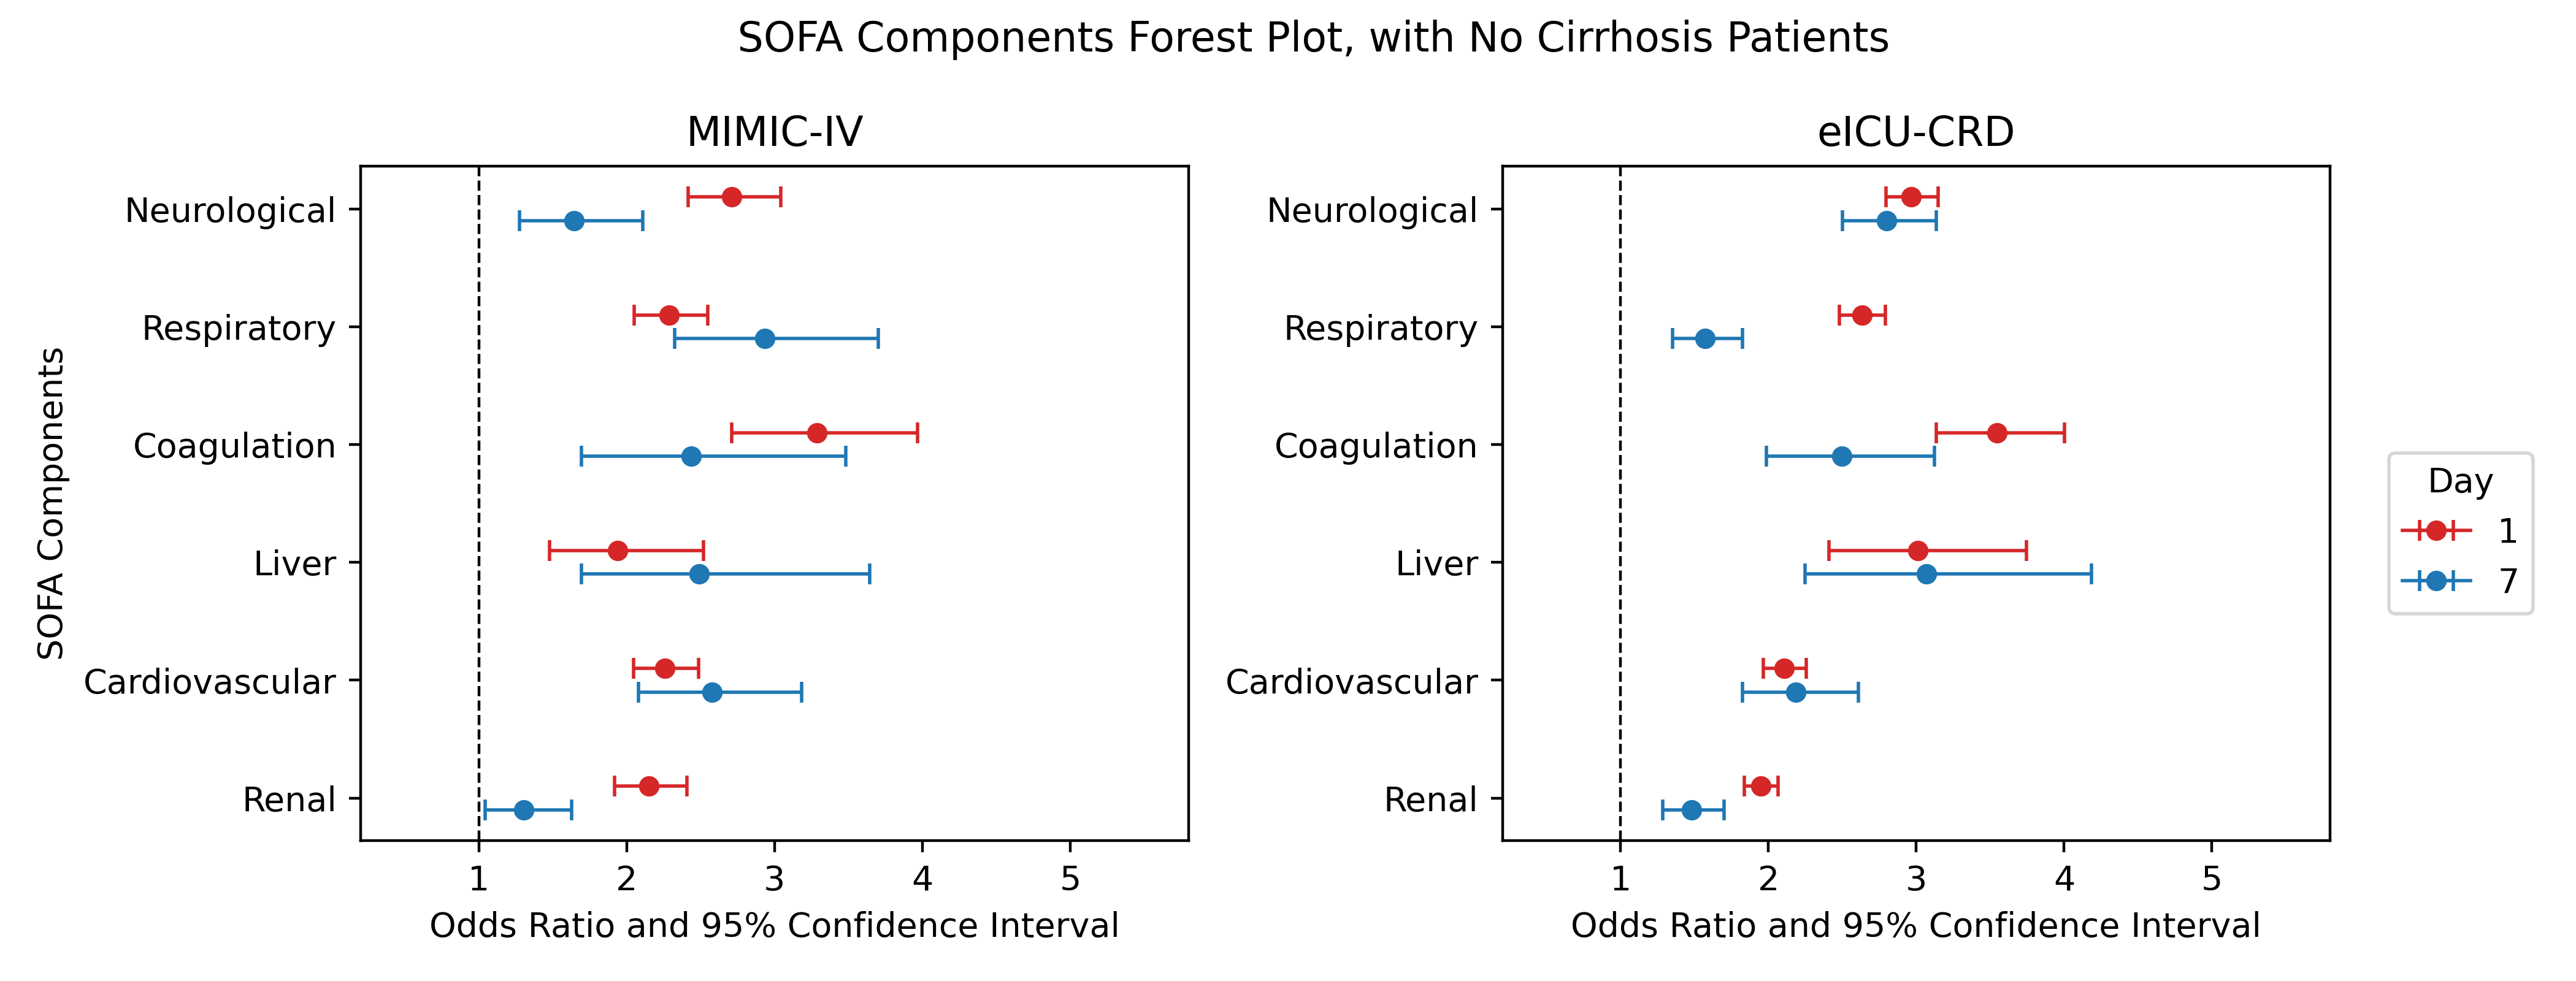 SOFA Components Forest Plot, with No Cirrhosis Patients
MIMIC-IV
SOFA Components
Neurological
Respiratory
Coagulation
Liver
Cardiovascular
Renal
1 2 3 4 5
Odds Ratio and 95% Confidence Interval
eICU-CRD
Neurological
Respiratory
Coagulation
Liver
Cardiovascular
Renal
1 2 3 4 5
Odds Ratio and 95% Confidence Interval
Day
1
7